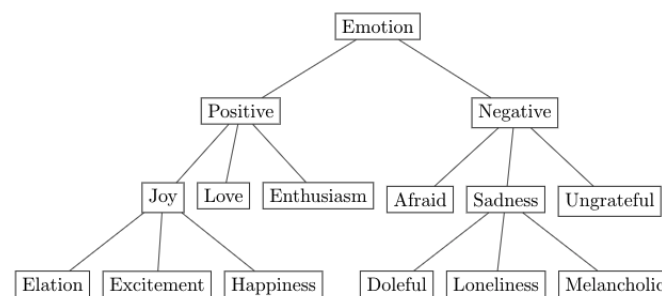 Emotion
Positive Negative
Joy Love Enthusiasm Afraid Sadness Ungrateful
Elation Excitement Happiness Doleful Loneliness Melancholic